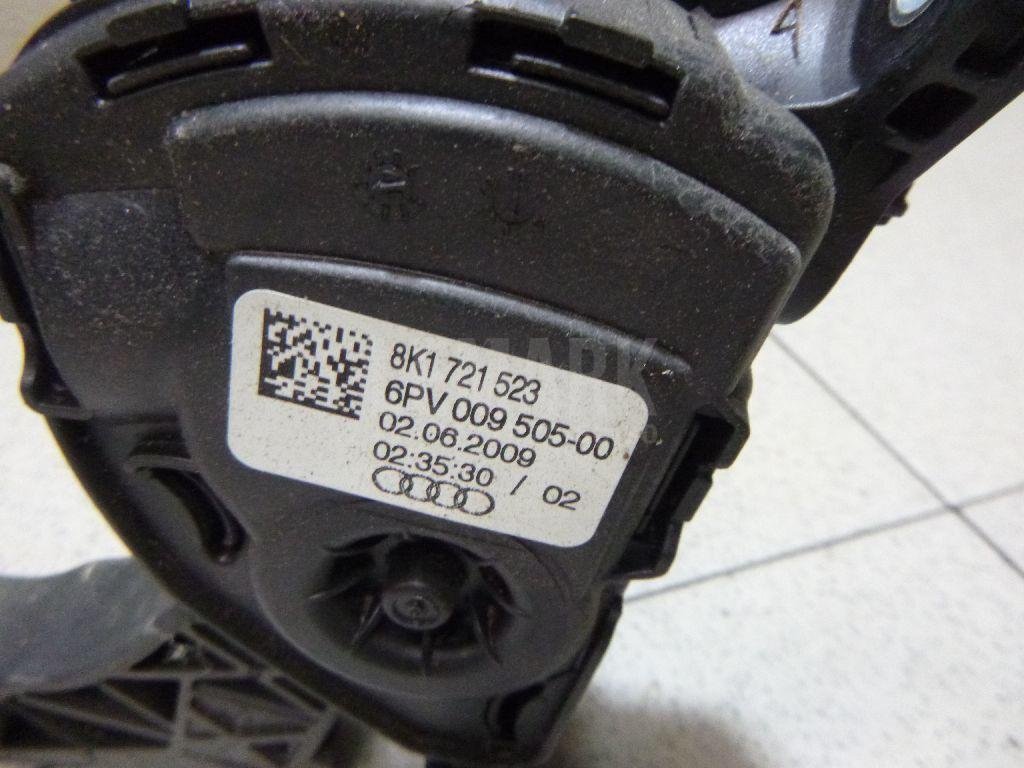 A
8K1 721 523
6PV 009 505-00
02.06.2009
02:35:30 / 02